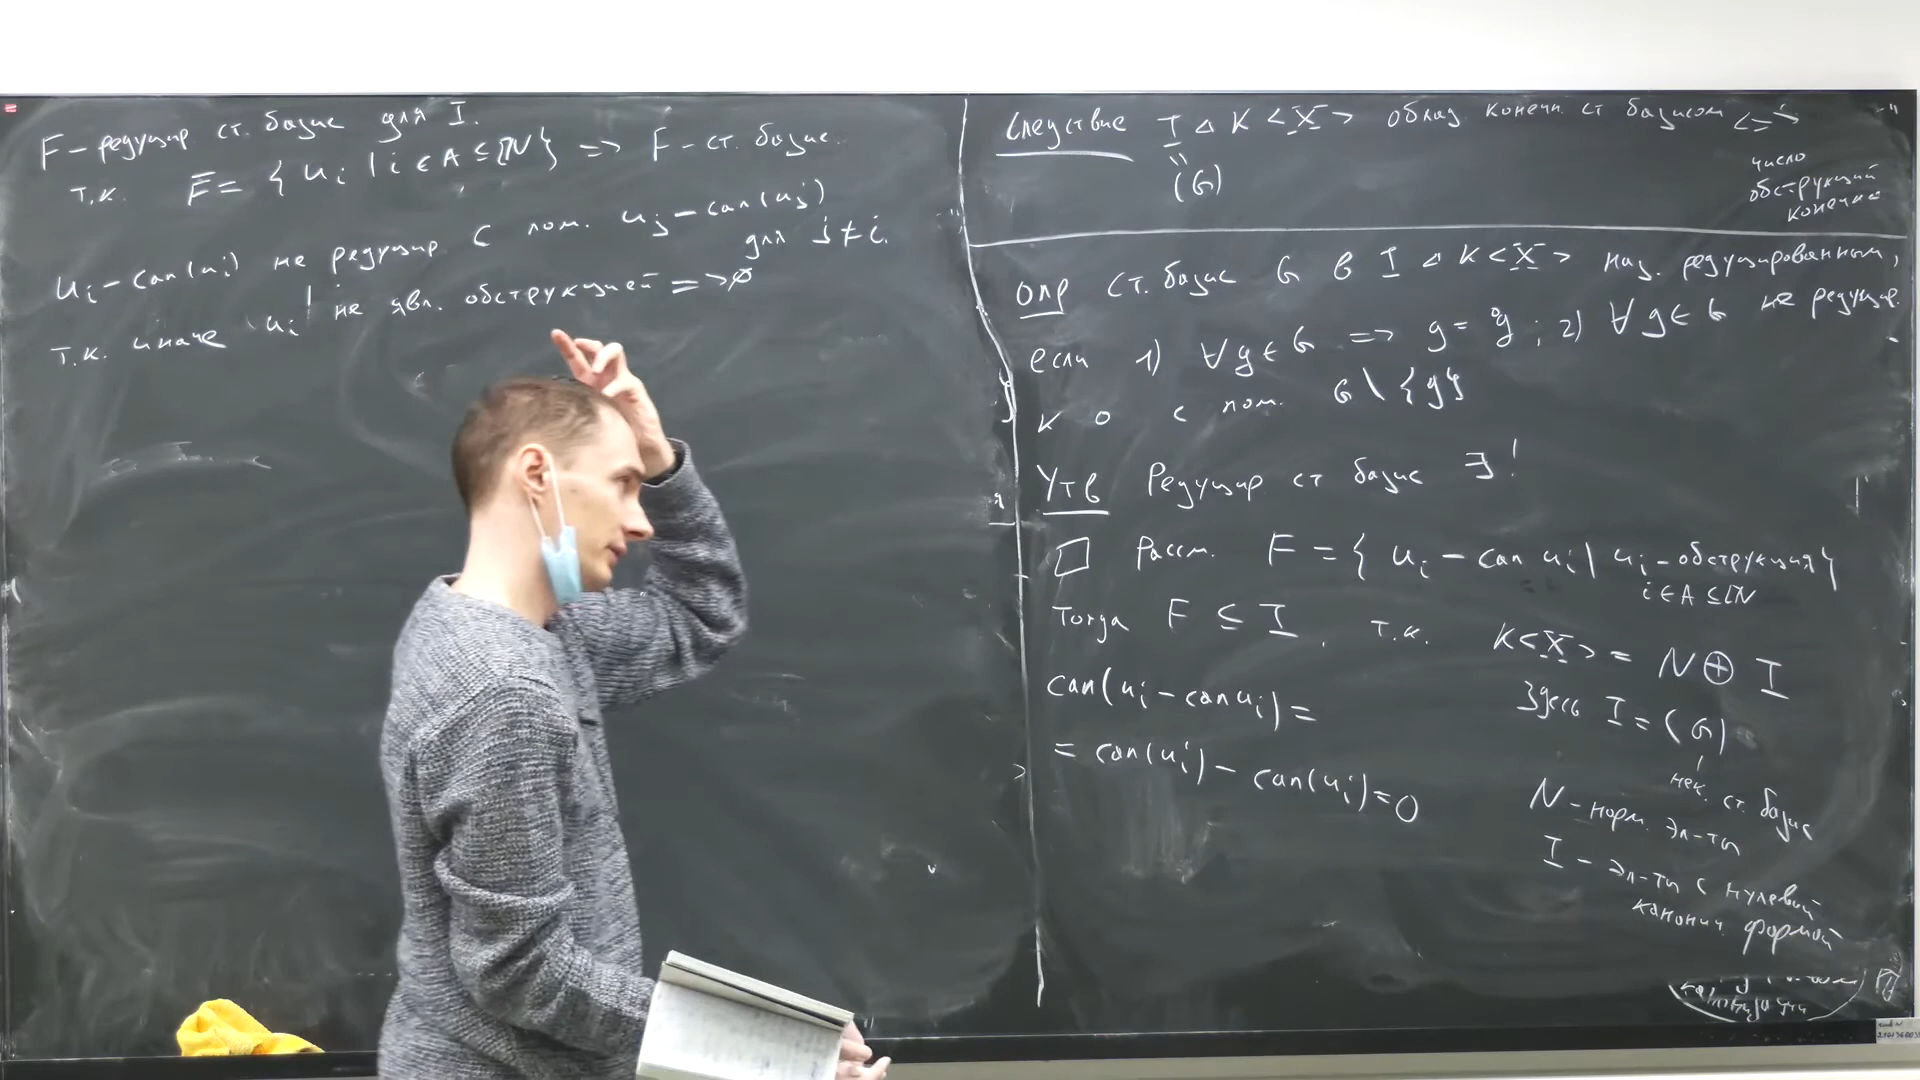 F – редуцир ст. базис для I.
т.к. F̅ = { u_i | i ∈ A ⊆ ℕ } => F – ст. базис.
u_i – can(u_i) не редуцир. с пом. u_j – can(u_j)
для j ≠ i.
т.к. иначе u_i не явл. обструкцией =>
Следствие I ◁ K<X> облад. конечн. ст базисом <=>
(G)
число
обструкций
конечно
Опр ст. базис G в I ◁ K<X> наз. редуцированным,
если 1) ∀g∈G => g = g̊ ; 2) ∀g∈G не редуцир.
к 0 с пом. G \ {g}
Утв Редуцир ст базис ∃!
□ Рассм. F = { u_i – can u_i | u_i – обструкция }
i ∈ A ⊆ ℕ
Тогда F ⊆ I, т.к. K<X> = N ⊕ I
can(u_i – can u_i) =
= can(u_i) – can(u_i) = 0
Здесь I = (G)
нек. ст. базис
N – норм. эл-ты
I – эл-ты с нулевой
канонич. формой